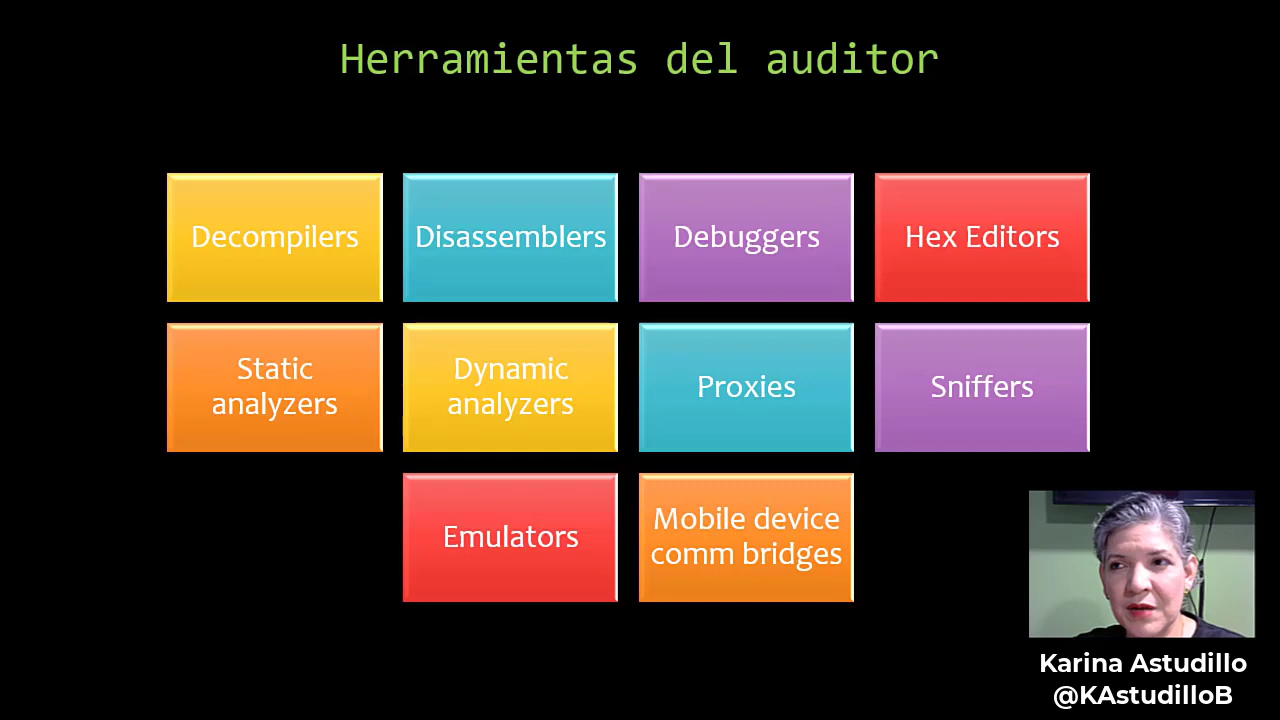 Herramientas del auditor
Decompilers
Disassemblers
Debuggers
Hex Editors
Static
analyzers
Dynamic
analyzers
Proxies
Sniffers
Emulators
Mobile device
comm bridges
Karina Astudillo
@KAstudilloB